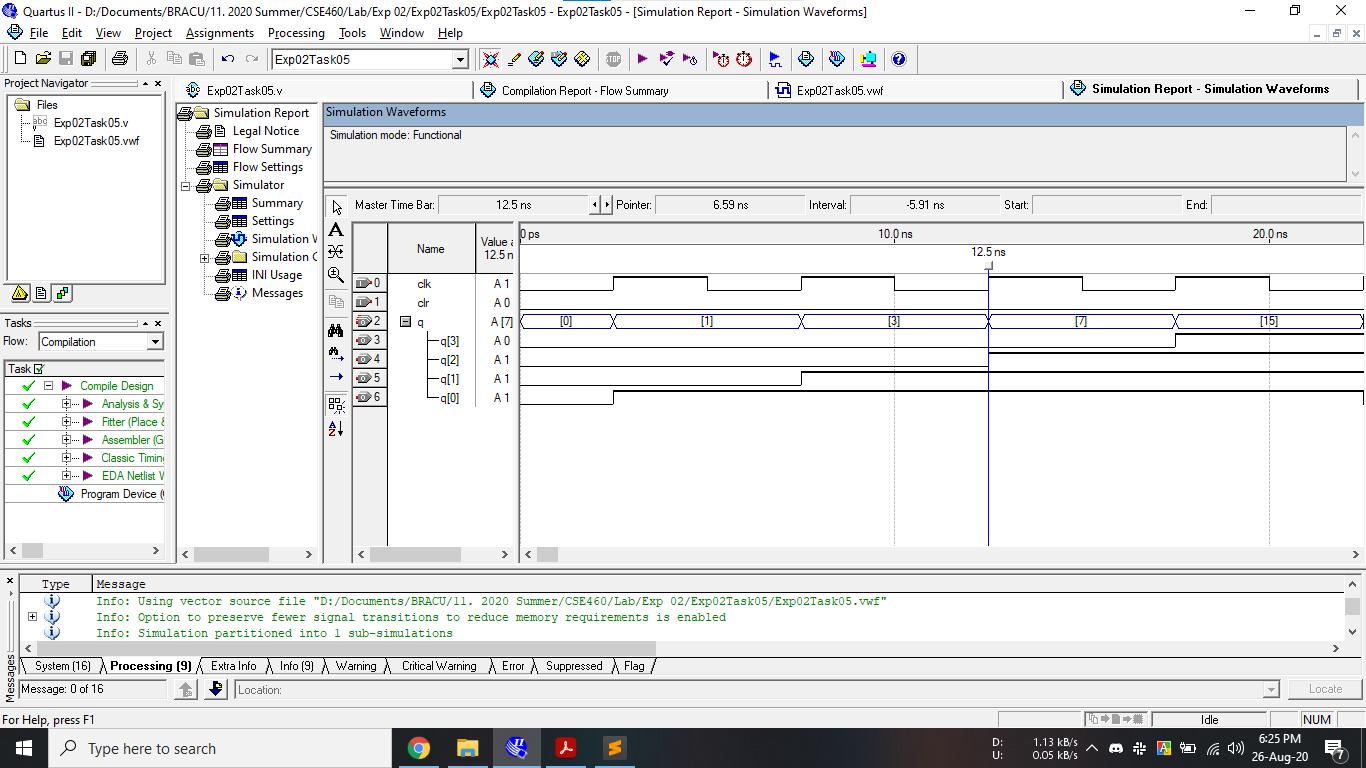 Quartus II - D:/Documents/BRACU/11. 2020 Summer/CSE460/Lab/Exp 02/Exp02Task05/Exp02Task05 - Exp02Task05 - [Simulation Report - Simulation Waveforms]
File Edit View Project Assignments Processing Tools Window Help
Exp02Task05
STOP
Project Navigator
Files
abc Exp02Task05.v
Exp02Task05.vwf
Tasks
Flow: Compilation
Task
Compile Design
Analysis & Sy
Fitter (Place &
Assembler (G
Classic Timing
EDA Netlist W
Program Device (
Exp02Task05.v
Compilation Report - Flow Summary
Exp02Task05.vwf
Simulation Report - Simulation Waveforms
Simulation Report
Legal Notice
Flow Summary
Flow Settings
Simulator
Summary
Settings
Simulation W
Simulation C
INI Usage
Messages
Simulation Waveforms
Simulation mode: Functional
Master Time Bar: 12.5 ns Pointer: 6.59 ns Interval: -5.91 ns Start: End:
A
Name
Value a
12.5 n
0 ps 10.0 ns 20.0 ns
12.5 ns
0 clk A 1
1 clr A 0
2 q A [7] [0] [1] [3] [7] [15]
3 q[3] A 0
4 q[2] A 1
5 q[1] A 1
6 q[0] A 1
Type Message
Info: Using vector source file "D:/Documents/BRACU/11. 2020 Summer/CSE460/Lab/Exp 02/Exp02Task05/Exp02Task05.vwf"
Info: Option to preserve fewer signal transitions to reduce memory requirements is enabled
Info: Simulation partitioned into 1 sub-simulations
System (16) Processing (9) Extra Info Info (9) Warning Critical Warning Error Suppressed Flag
Messages
Message: 0 of 16 Location: Locate
For Help, press F1 Idle NUM
Type here to search
D: 1.13 kB/s
U: 0.05 kB/s
6:25 PM
26-Aug-20
7